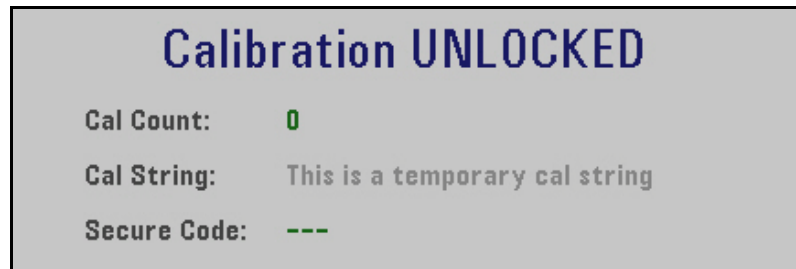 Calibration UNLOCKED
Cal Count: 0
Cal String: This is a temporary cal string
Secure Code: ---